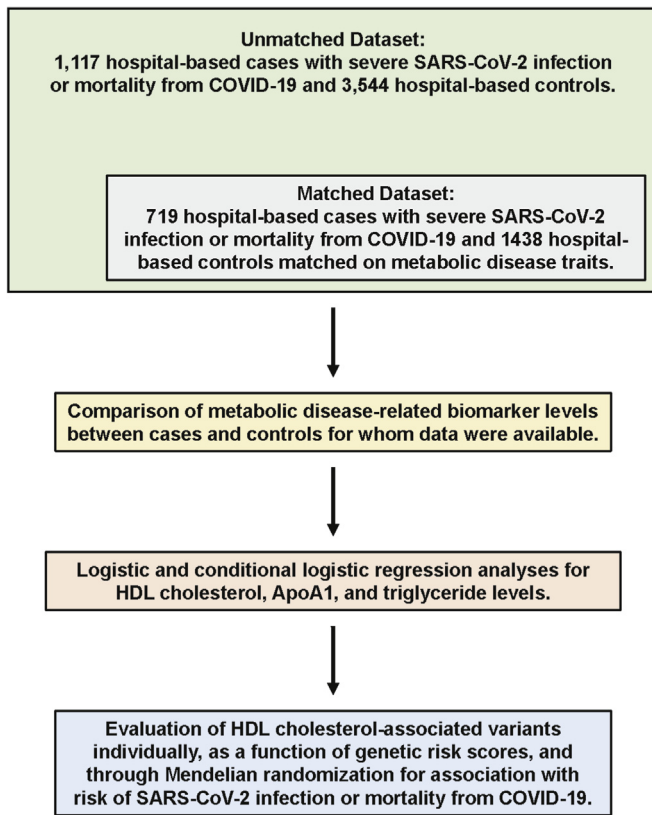 Unmatched Dataset:
1,117 hospital-based cases with severe SARS-CoV-2 infection
or mortality from COVID-19 and 3,544 hospital-based controls.
Matched Dataset:
719 hospital-based cases with severe SARS-CoV-2
infection or mortality from COVID-19 and 1438 hospital-
based controls matched on metabolic disease traits.
Comparison of metabolic disease-related biomarker levels
between cases and controls for whom data were available.
Logistic and conditional logistic regression analyses for
HDL cholesterol, ApoA1, and triglyceride levels.
Evaluation of HDL cholesterol-associated variants
individually, as a function of genetic risk scores, and
through Mendelian randomization for association with
risk of SARS-CoV-2 infection or mortality from COVID-19.